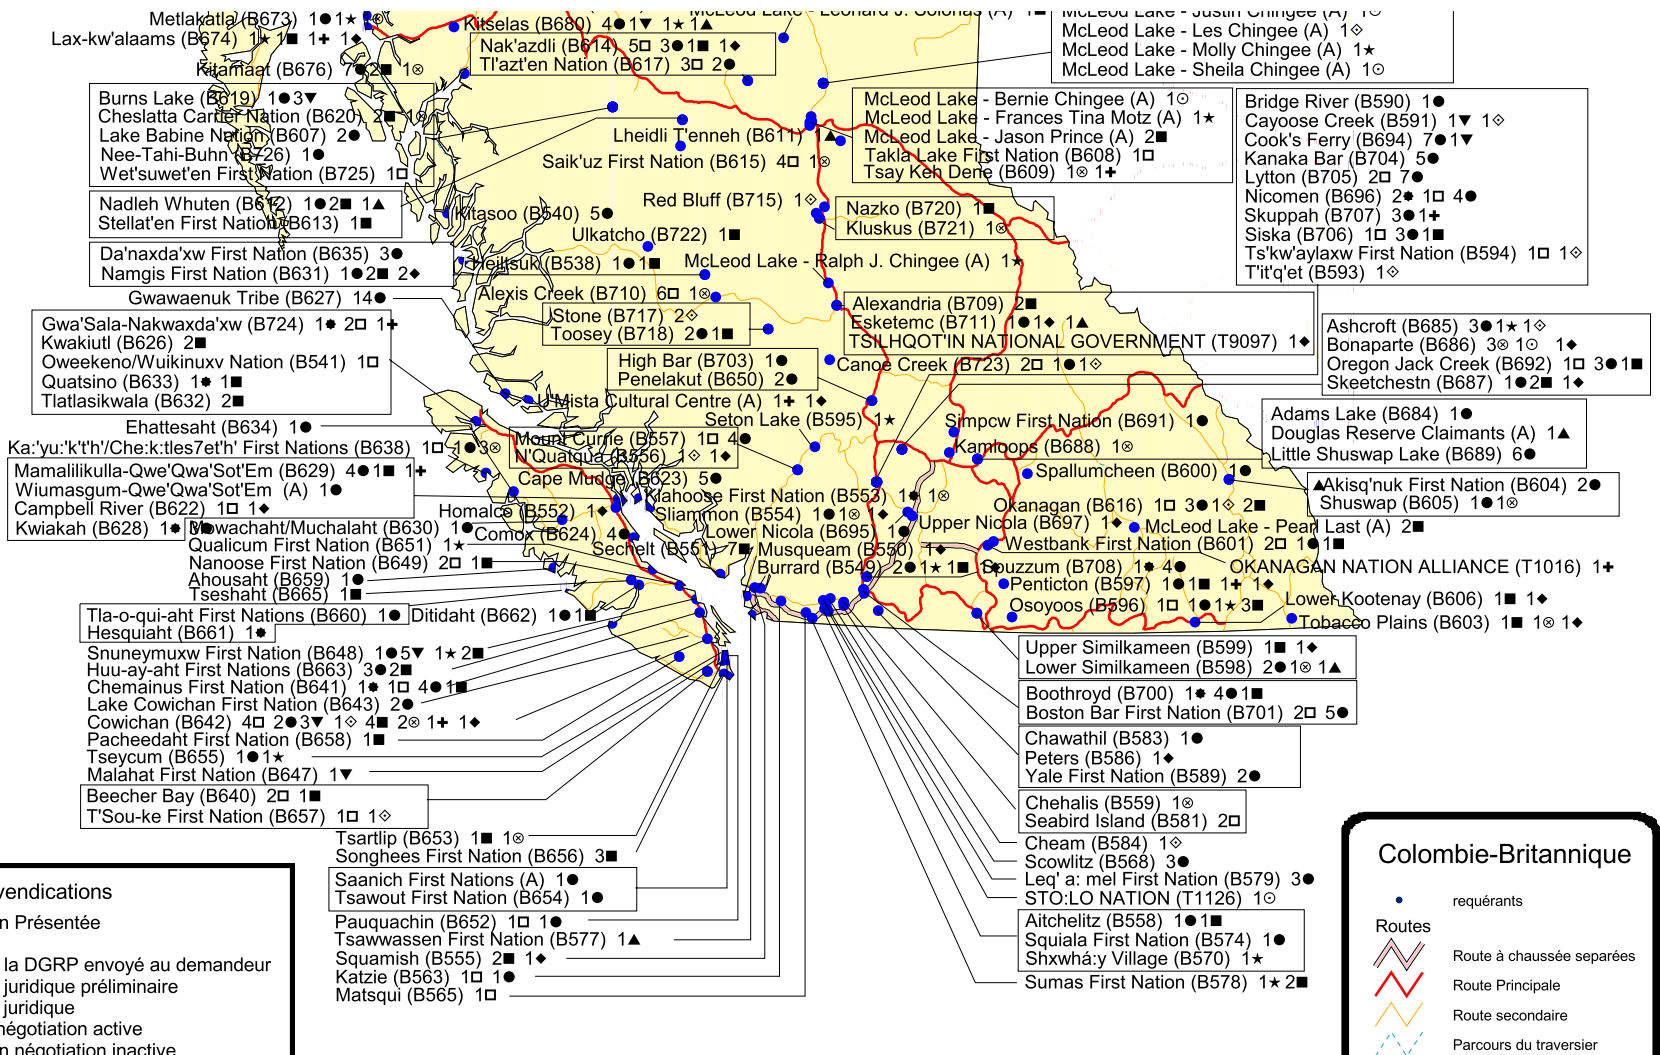 Metlakatla (B673) 1●1★
Lax-kw'alaams (B674) 1★1■ 1✚ 1◆
Kitamaat (B676) 7●2■ 1⊗
Kitselas (B680) 4●1▼ 1★1▲
Nak'azdli (B614) 5□ 3●1■ 1◆
Tl'azt'en Nation (B617) 3□ 2●
McLeod Lake - Leonard J. Solonas (A) 1■
McLeod Lake - Justin Chingee (A) 1⊙
McLeod Lake - Les Chingee (A) 1◇
McLeod Lake - Molly Chingee (A) 1★
McLeod Lake - Sheila Chingee (A) 1⊙
Burns Lake (B619) 1●3▼
Cheslatta Carrier Nation (B620) 2■ 1⊗
Lake Babine Nation (B607) 2●
Nee-Tahi-Buhn (B726) 1●
Wet'suwet'en First Nation (B725) 1□
Lheidli T'enneh (B611) 1▲
Saik'uz First Nation (B615) 4□ 1⊗
McLeod Lake - Bernie Chingee (A) 1⊙
McLeod Lake - Frances Tina Motz (A) 1★
McLeod Lake - Jason Prince (A) 2■
Takla Lake First Nation (B608) 1□
Tsay Keh Dene (B609) 1⊗ 1✚
Bridge River (B590) 1●
Cayoose Creek (B591) 1▼ 1◇
Cook's Ferry (B694) 7●1▼
Kanaka Bar (B704) 5●
Lytton (B705) 2□ 7●
Nicomen (B696) 2✸ 1□ 4●
Skuppah (B707) 3●1✚
Siska (B706) 1□ 3●1■
Ts'kw'aylaxw First Nation (B594) 1□ 1◇
T'it'q'et (B593) 1◇
Nadleh Whuten (B612) 1●2■ 1▲
Stellat'en First Nation (B613) 1■
Kitasoo (B540) 5●
Red Bluff (B715) 1◇
Ulkatcho (B722) 1■
Nazko (B720) 1■
Kluskus (B721) 1⊗
Da'naxda'xw First Nation (B635) 3●
Namgis First Nation (B631) 1●2■ 2◆
Heiltsuk (B538) 1●1■
McLeod Lake - Ralph J. Chingee (A) 1★
Gwawaenuk Tribe (B627) 14●
Alexis Creek (B710) 6□ 1⊗
Stone (B717) 2◇
Toosey (B718) 2●1■
Alexandria (B709) 2■
Esketemc (B711) 1●1◆ 1▲
TSILHQOT'IN NATIONAL GOVERNMENT (T9097) 1◆
Gwa'Sala-Nakwaxda'xw (B724) 1✸ 2□ 1✚
Kwakiutl (B626) 2■
Oweekeno/Wuikinuxv Nation (B541) 1□
Quatsino (B633) 1✸ 1■
Tlatlasikwala (B632) 2■
High Bar (B703) 1●
Penelakut (B650) 2●
Canoe Creek (B723) 2□ 1●1◇
Ashcroft (B685) 3●1★1◇
Bonaparte (B686) 3⊗ 1⊙ 1◆
Oregon Jack Creek (B692) 1□ 3●1■
Skeetchestn (B687) 1●2■ 1◆
U'Mista Cultural Centre (A) 1✚ 1◆
Seton Lake (B595) 1★
Simpcw First Nation (B691) 1●
Kamloops (B688) 1⊗
Adams Lake (B684) 1●
Douglas Reserve Claimants (A) 1▲
Little Shuswap Lake (B689) 6●
Ehattesaht (B634) 1●
Ka:'yu:'k't'h'/Che:k:tles7et'h' First Nations (B638) 1□ 1●3⊗
Mount Currie (B557) 1□ 4●
N'Quatqua (B556) 1◇ 1◆
Mamalilikulla-Qwe'Qwa'Sot'Em (B629) 4●1■ 1✚
Wiumasgum-Qwe'Qwa'Sot'Em (A) 1●
Campbell River (B622) 1□ 1◆
Kwiakah (B628) 1✸
Cape Mudge (B623) 5●
Spallumcheen (B600) 1●
Akisq'nuk First Nation (B604) 2● 1▲
Shuswap (B605) 1●1⊗
Homalco (B552) 1◆
Klahoose First Nation (B553) 1✸ 1⊗
Sliammon (B554) 1●1⊗ 1◆
Okanagan (B616) 1□ 3●1◇ 2■
Mowachaht/Muchalaht (B630) 1●
Comox (B624) 4●
Lower Nicola (B695) 1●
Upper Nicola (B697) 1◆
McLeod Lake - Pearl Last (A) 2■
Qualicum First Nation (B651) 1★
Sechelt (B551) 7■
Musqueam (B550) 1◆
Westbank First Nation (B601) 2□ 1●1■
Nanoose First Nation (B649) 2□ 1■
Burrard (B549) 2●1★1■
Spuzzum (B708) 1✸ 4●
OKANAGAN NATION ALLIANCE (T1016) 1✚
Ahousaht (B659) 1●
Tseshaht (B665) 1■
Penticton (B597) 1●1■ 1✚ 1◆
Osoyoos (B596) 1□ 1●1★3■
Lower Kootenay (B606) 1■ 1◆
Tobacco Plains (B603) 1■ 1⊗ 1◆
Tla-o-qui-aht First Nations (B660) 1●
Hesquiaht (B661) 1✸
Ditidaht (B662) 1●1■
Snuneymuxw First Nation (B648) 1●5▼ 1★2■
Huu-ay-aht First Nations (B663) 3●2■
Chemainus First Nation (B641) 1✸ 1□ 4●1■
Lake Cowichan First Nation (B643) 2●
Cowichan (B642) 4□ 2●3▼ 1◇ 4■ 2⊗ 1✚ 1◆
Pacheedaht First Nation (B658) 1■
Tseycum (B655) 1●1★
Malahat First Nation (B647) 1▼
Beecher Bay (B640) 2□ 1■
T'Sou-ke First Nation (B657) 1□ 1◇
Upper Similkameen (B599) 1■ 1◆
Lower Similkameen (B598) 2●1⊗ 1▲
Boothroyd (B700) 1✸ 4●1■
Boston Bar First Nation (B701) 2□ 5●
Chawathil (B583) 1●
Peters (B586) 1◆
Yale First Nation (B589) 2●
Chehalis (B559) 1⊗
Seabird Island (B581) 2□
Cheam (B584) 1◇
Scowlitz (B568) 3●
Leq' a: mel First Nation (B579) 3●
STO:LO NATION (T1126) 1⊙
Aitchelitz (B558) 1●1■
Squiala First Nation (B574) 1●
Shxwhá:y Village (B570) 1★
Sumas First Nation (B578) 1★2■
Tsartlip (B653) 1■ 1⊗
Songhees First Nation (B656) 3■
Saanich First Nations (A) 1●
Tsawout First Nation (B654) 1●
Pauquachin (B652) 1□ 1●
Tsawwassen First Nation (B577) 1▲
Squamish (B555) 2■ 1◆
Katzie (B563) 1□ 1●
Matsqui (B565) 1□
vendications
n Présentée
la DGRP envoyé au demandeur
juridique préliminaire
juridique
négotiation active
n négotiation inactive
Colombie-Britannique
requérants
Routes
Route à chaussée separées
Route Principale
Route secondaire
Parcours du traversier